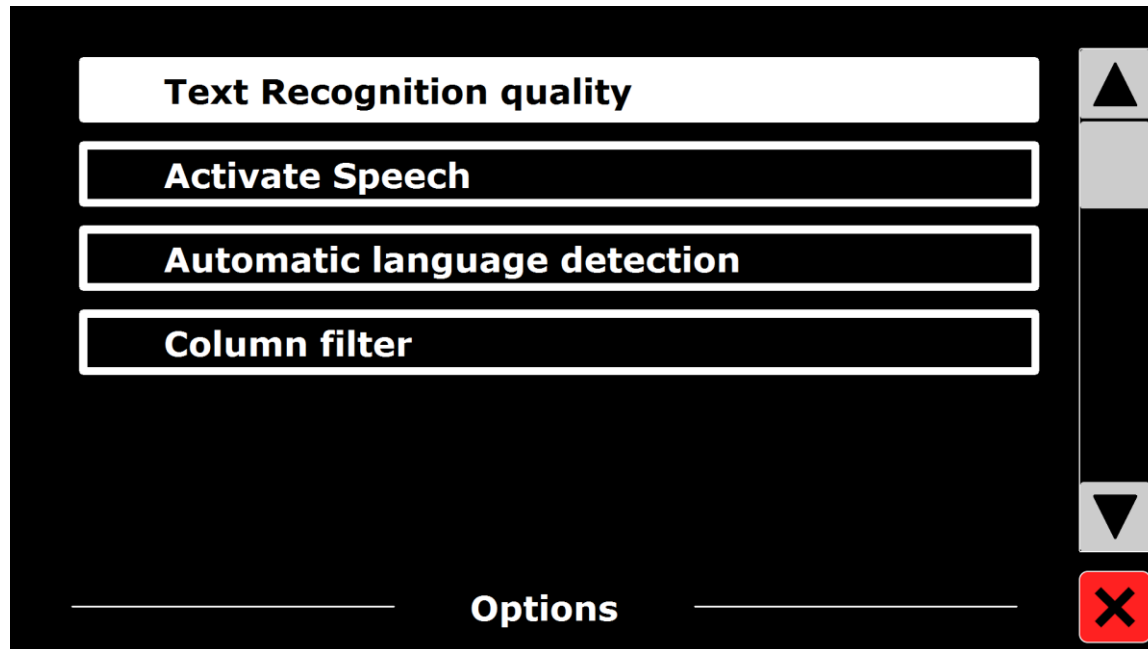 Text Recognition quality
Activate Speech
Automatic language detection
Column filter
Options